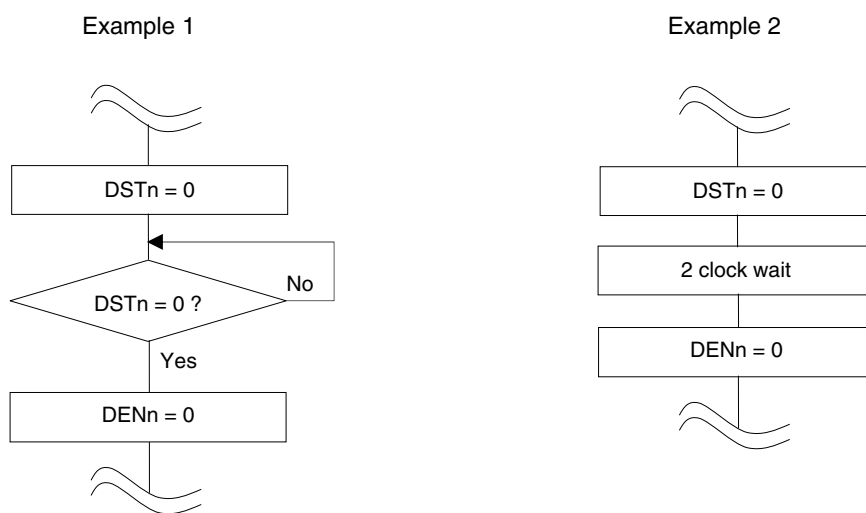 Example 1
DSTn = 0
DSTn = 0 ?
No
Yes
DENn = 0
Example 2
DSTn = 0
2 clock wait
DENn = 0